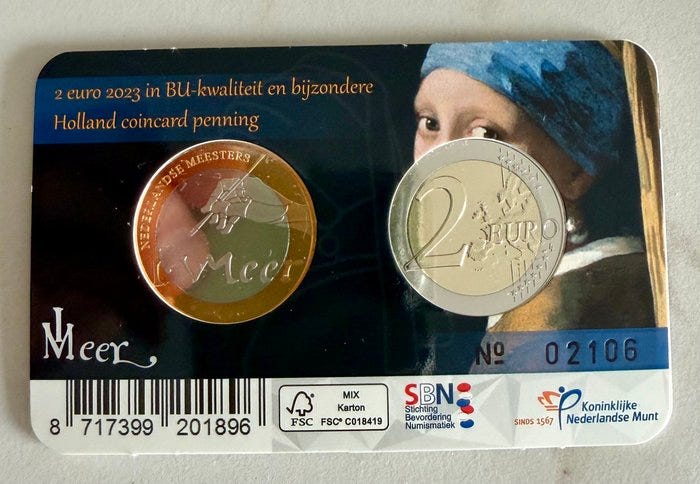 2 euro 2023 in BU-kwaliteit en bijzondere
Holland coincard penning
NEDERLANDSE MEESTERS
Meer
2 EURO
Meer
Nº 02106
8 717399 201896
FSC
MIX
Karton
FSC® C018419
SBN
Stichting
Bevordering
Numismatiek
SINDS 1567
Koninklijke
Nederlandse Munt